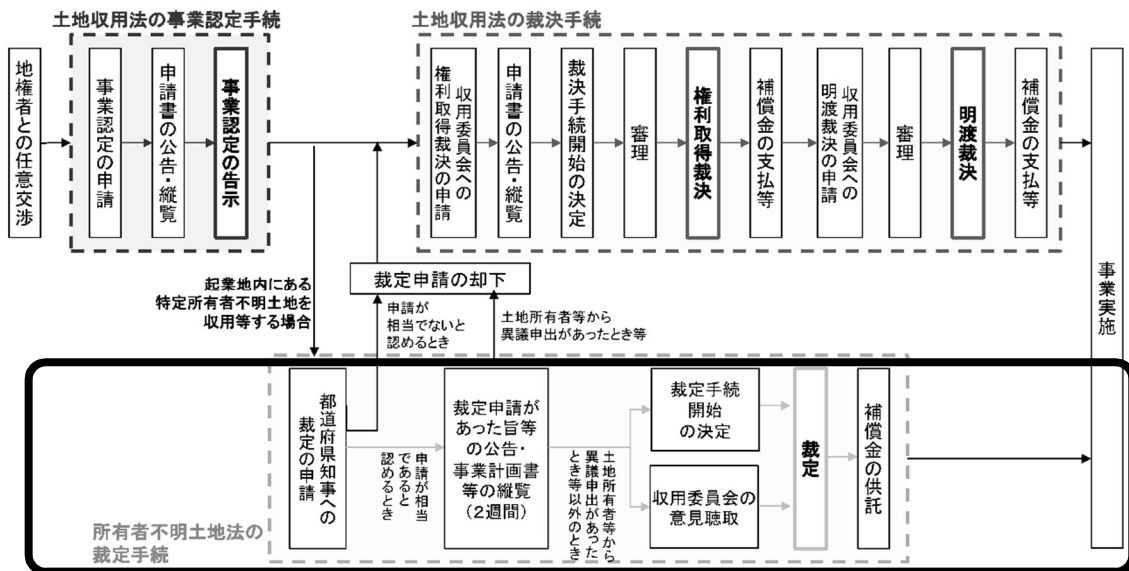 土地収用法の事業認定手続
土地収用法の裁決手続
地権者との任意交渉
事業認定の申請
申請書の公告・縦覧
事業認定の告示
収用委員会への
権利取得裁決の申請
申請書の公告・縦覧
裁決手続開始の決定
審理
権利取得裁決
補償金の支払等
収用委員会への
明渡裁決の申請
審理
明渡裁決
補償金の支払等
事業実施
起業地内にある
特定所有者不明土地を
収用等する場合
裁定申請の却下
申請が
相当でないと
認めるとき
土地所有者等から
異議申出があったとき等
都道府県知事への
裁定の申請
申請が相当
であると
認めるとき
裁定申請が
あった旨等
の公告・
事業計画書
等の縦覧
(2週間)
土地所有者等から
異議申出があった
とき等以外のとき
裁定手続
開始
の決定
収用委員会の
意見聴取
裁定
補償金の供託
所有者不明土地法の
裁定手続